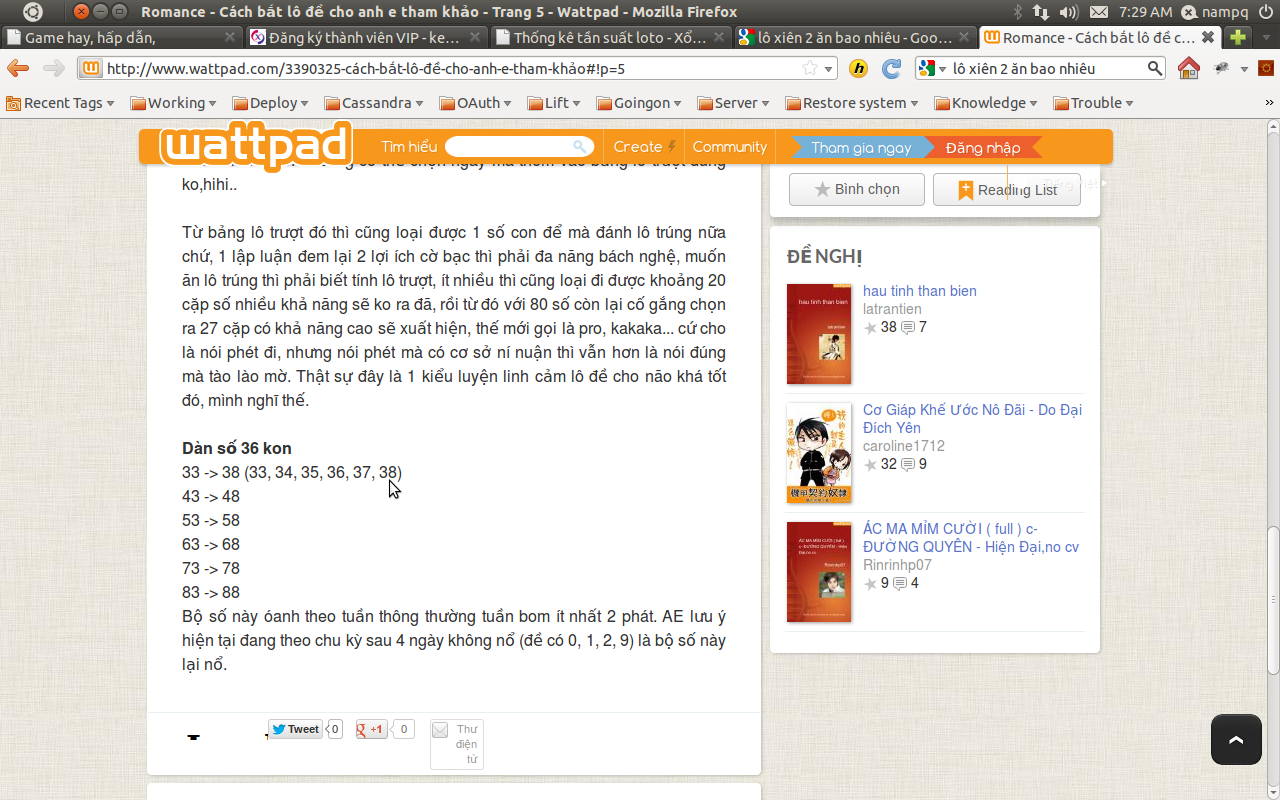 Romance - Cách bắt lô đề cho anh e tham khảo - Trang 5 - Wattpad - Mozilla Firefox
7:29 AM nampq
Game hay, hấp dẫn,
Đăng ký thành viên VIP - ke...
Thống kê tần suất loto - Xổ...
lô xiên 2 ăn bao nhiêu - Goo...
Romance - Cách bắt lô đề c...
http://www.wattpad.com/3390325-cách-bắt-lô-đề-cho-anh-e-tham-khảo#!p=5
lô xiên 2 ăn bao nhiêu
Recent Tags Working Deploy Cassandra OAuth Lift Goingon Server Restore system Knowledge Trouble
wattpad Tìm hiểu Create Community Tham gia ngay Đăng nhập
ko,hihi..
Từ bảng lô trượt đó thì cũng loại được 1 số con để mà đánh lô trúng nữa
chứ, 1 lập luận đem lại 2 lợi ích cờ bạc thì phải đa năng bách nghệ, muốn
ăn lô trúng thì phải biết tính lô trượt, ít nhiều thì cũng loại đi được khoảng 20
cặp số nhiều khả năng sẽ ko ra đã, rồi từ đó với 80 số còn lại cố gắng chọn
ra 27 cặp có khả năng cao sẽ xuất hiện, thế mới gọi là pro, kakaka... cứ cho
là nói phét đi, nhưng nói phét mà có cơ sở ní nuận thì vẫn hơn là nói đúng
mà tào lào mờ. Thật sự đây là 1 kiểu luyện linh cảm lô đề cho não khá tốt
đó, mình nghĩ thế.
Dàn số 36 kon
33 -> 38 (33, 34, 35, 36, 37, 38)
43 -> 48
53 -> 58
63 -> 68
73 -> 78
83 -> 88
Bộ số này óanh theo tuần thông thường tuần bom ít nhất 2 phát. AE lưu ý
hiện tại đang theo chu kỳ sau 4 ngày không nổ (đề có 0, 1, 2, 9) là bộ số này
lại nổ.
Tweet 0 +1 0
Thư
điện
tử
Bình chọn
Reading List
ĐỀ NGHỊ
hau tinh than bien
latrantien
38 7
Cơ Giáp Khế Ước Nô Đãi - Do Đại
Đích Yên
caroline1712
32 9
ÁC MA MỈM CƯỜI ( full ) c-
ĐƯỜNG QUYÊN - Hiện Đại,no cv
Rinrinhp07
9 4